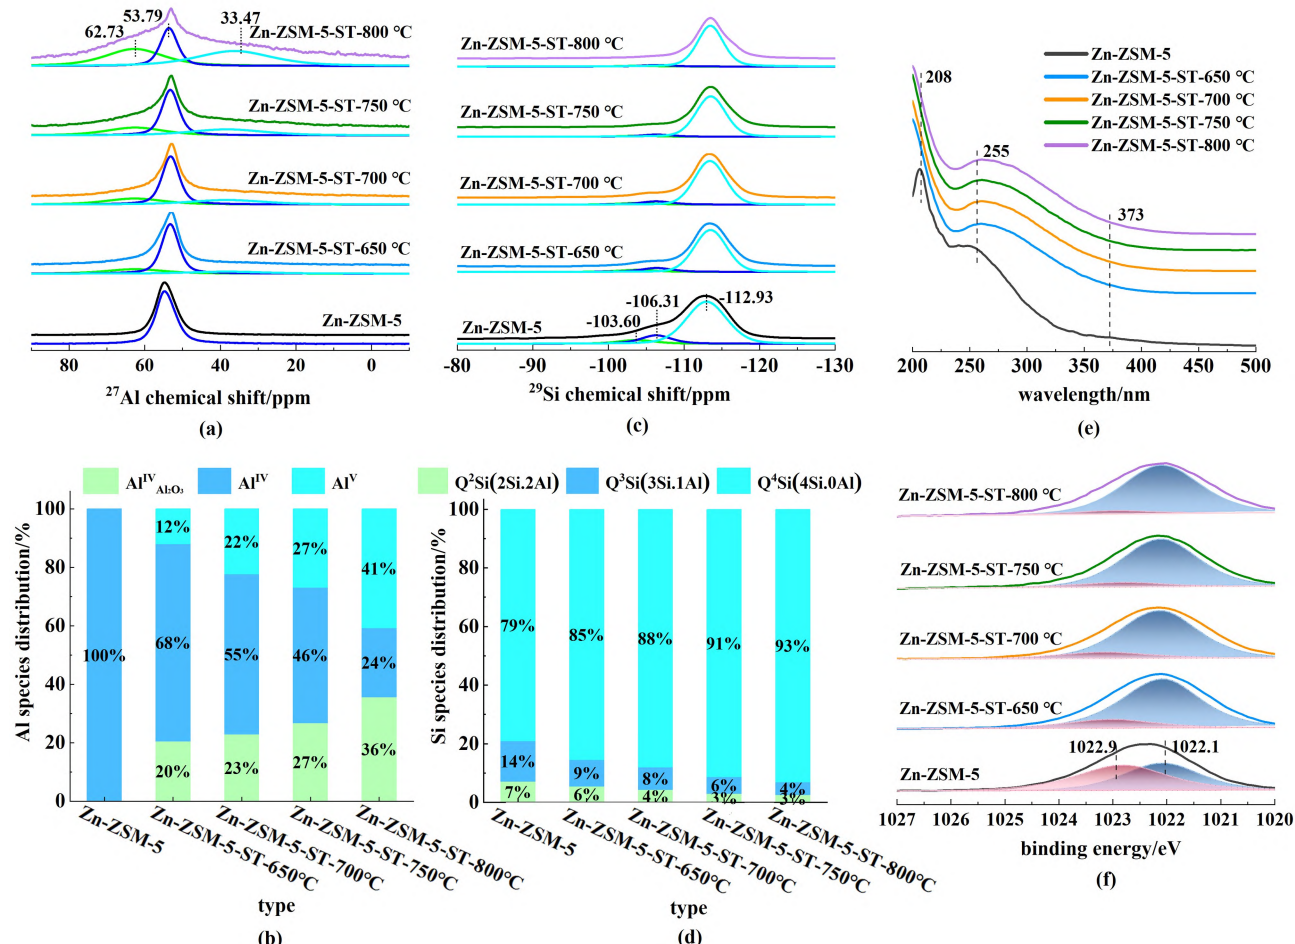 53.79
33.47
62.73
Zn-ZSM-5-ST-800 ℃
Zn-ZSM-5-ST-750 ℃
Zn-ZSM-5-ST-700 ℃
Zn-ZSM-5-ST-650 ℃
Zn-ZSM-5
80 60 40 20 0
²⁷Al chemical shift/ppm
(a)
Zn-ZSM-5-ST-800 ℃
Zn-ZSM-5-ST-750 ℃
Zn-ZSM-5-ST-700 ℃
Zn-ZSM-5-ST-650 ℃
-106.31
-112.93
-103.60
Zn-ZSM-5
-80 -90 -100 -110 -120 -130
²⁹Si chemical shift/ppm
(c)
Zn-ZSM-5
Zn-ZSM-5-ST-650 ℃
Zn-ZSM-5-ST-700 ℃
Zn-ZSM-5-ST-750 ℃
Zn-ZSM-5-ST-800 ℃
208
255
373
200 250 300 350 400 450 500
wavelength/nm
(e)
Al^IV_Al₂O₃ Al^IV Al^V
Al species distribution/%
100
80
60
40
20
0
100%
12%
68%
20%
22%
55%
23%
27%
46%
27%
41%
24%
36%
Zn-ZSM-5
Zn-ZSM-5-ST-650℃
Zn-ZSM-5-ST-700℃
Zn-ZSM-5-ST-750℃
Zn-ZSM-5-ST-800℃
type
(b)
Q²Si(2Si.2Al) Q³Si(3Si.1Al) Q⁴Si(4Si.0Al)
Si species distribution/%
100
80
60
40
20
0
79%
14%
7%
85%
9%
6%
88%
8%
4%
91%
6%
3%
93%
4%
3%
Zn-ZSM-5
Zn-ZSM-5-ST-650℃
Zn-ZSM-5-ST-700℃
Zn-ZSM-5-ST-750℃
Zn-ZSM-5-ST-800℃
type
(d)
Zn-ZSM-5-ST-800 ℃
Zn-ZSM-5-ST-750 ℃
Zn-ZSM-5-ST-700 ℃
Zn-ZSM-5-ST-650 ℃
1022.9
1022.1
Zn-ZSM-5
1027 1026 1025 1024 1023 1022 1021 1020
binding energy/eV
(f)